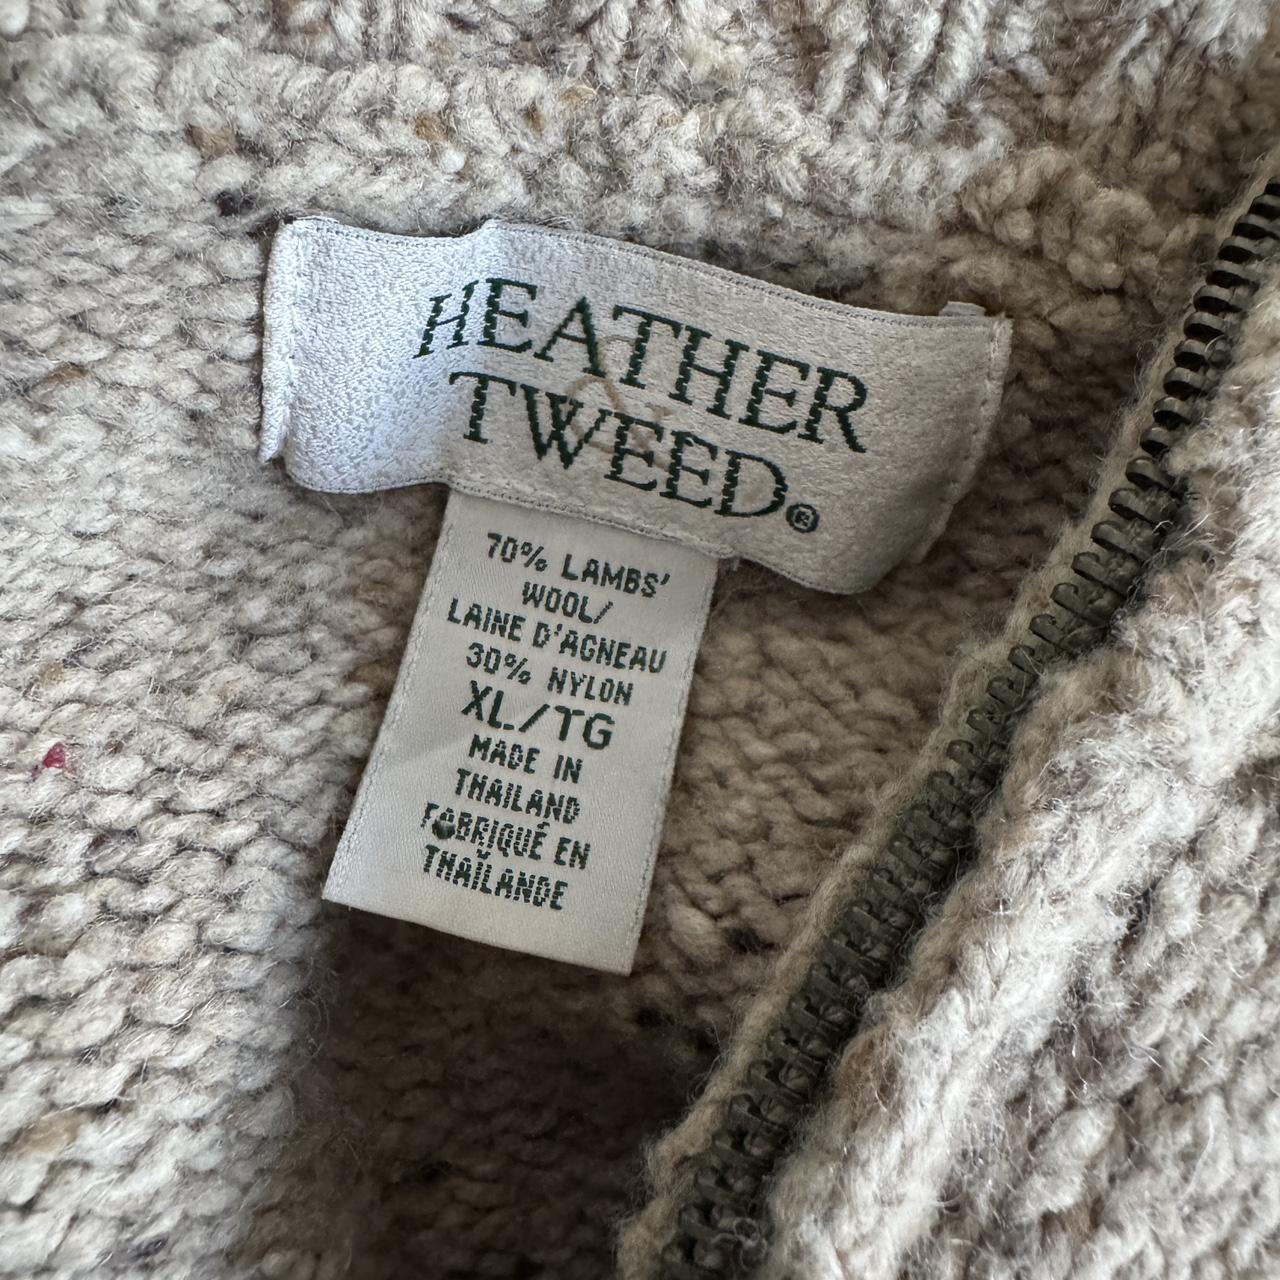 HEATHER
TWEED®
70% LAMBS'
WOOL/
LAINE D'AGNEAU
30% NYLON
XL/TG
MADE IN
THAILAND
FABRIQUÉ EN
THAÏLANDE